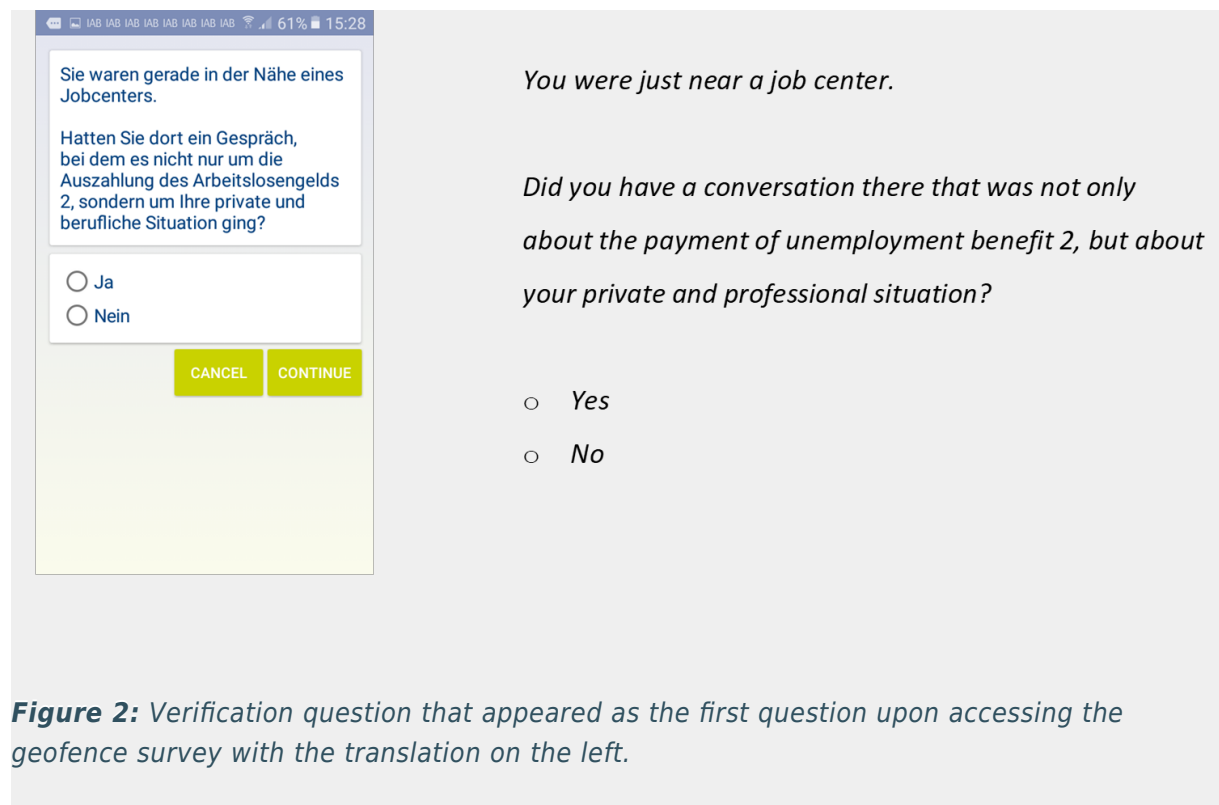 IAB IAB IAB IAB IAB IAB IAB IAB 61% 15:28
Sie waren gerade in der Nähe eines
Jobcenters.
Hatten Sie dort ein Gespräch,
bei dem es nicht nur um die
Auszahlung des Arbeitslosengelds
2, sondern um Ihre private und
berufliche Situation ging?
Ja
Nein
CANCEL CONTINUE
You were just near a job center.
Did you have a conversation there that was not only
about the payment of unemployment benefit 2, but about
your private and professional situation?
Yes
No
Figure 2: Verification question that appeared as the first question upon accessing the
geofence survey with the translation on the left.